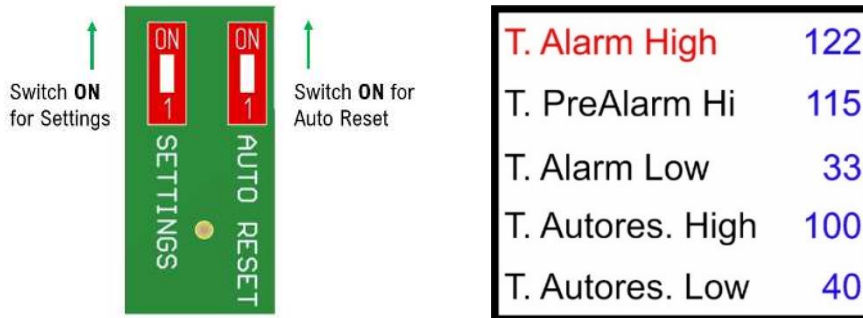 Switch ON
for Settings
ON
1
SETTINGS
ON
1
AUTO RESET
Switch ON for
Auto Reset
T. Alarm High 122
T. PreAlarm Hi 115
T. Alarm Low 33
T. Autores. High 100
T. Autores. Low 40